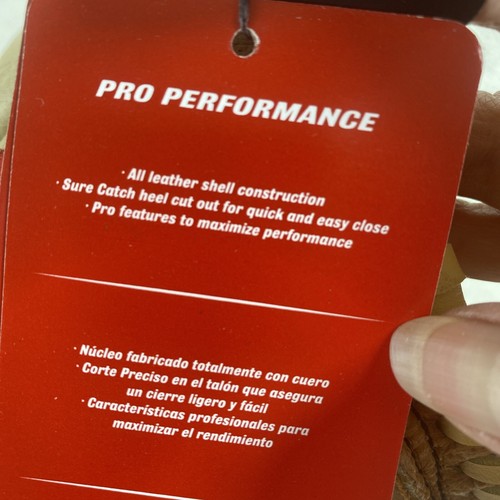 PRO PERFORMANCE
· All leather shell construction
· Sure Catch heel cut out for quick and easy close
· Pro features to maximize performance
· Núcleo fabricado totalmente con cuero
· Corte Preciso en el talón que asegura
un cierre ligero y fácil
· Características profesionales para
maximizar el rendimiento